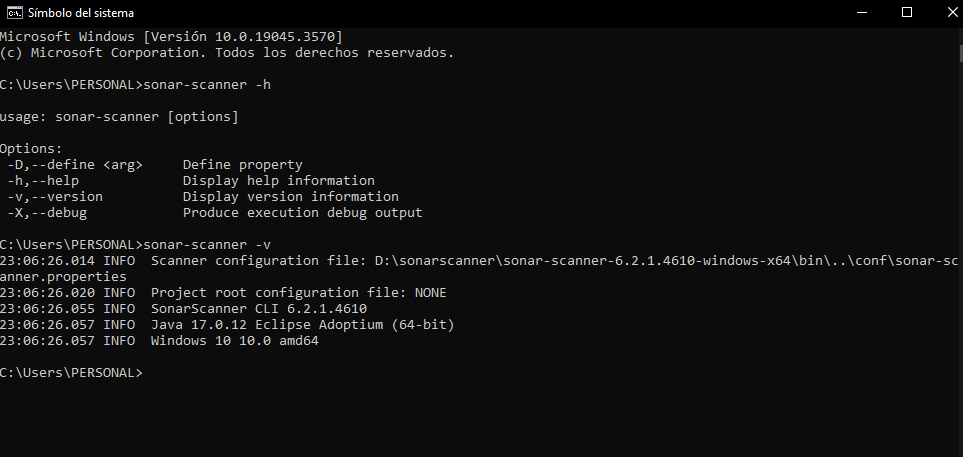 Símbolo del sistema
Microsoft Windows [Versión 10.0.19045.3570]
(c) Microsoft Corporation. Todos los derechos reservados.
C:\Users\PERSONAL>sonar-scanner -h
usage: sonar-scanner [options]
Options:
-D,--define <arg>     Define property
-h,--help             Display help information
-v,--version          Display version information
-X,--debug            Produce execution debug output
C:\Users\PERSONAL>sonar-scanner -v
23:06:26.014 INFO  Scanner configuration file: D:\sonarscanner\sonar-scanner-6.2.1.4610-windows-x64\bin\..\conf\sonar-sc
anner.properties
23:06:26.020 INFO  Project root configuration file: NONE
23:06:26.055 INFO  SonarScanner CLI 6.2.1.4610
23:06:26.057 INFO  Java 17.0.12 Eclipse Adoptium (64-bit)
23:06:26.057 INFO  Windows 10 10.0 amd64
C:\Users\PERSONAL>